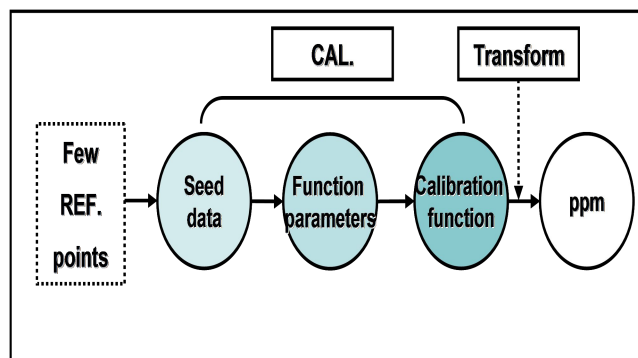 CAL.
Transform
Few
REF.
points
Seed
data
Function
parameters
Calibration
function
ppm